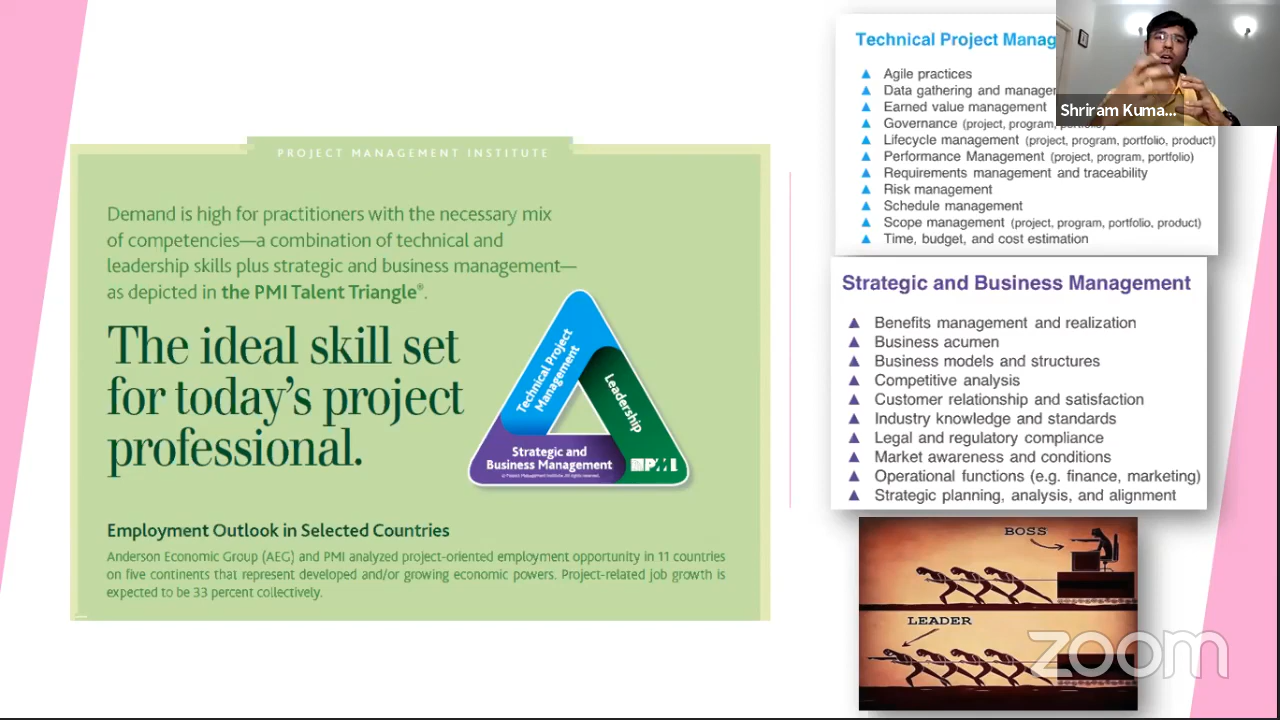 PROJECT MANAGEMENT INSTITUTE
Demand is high for practitioners with the necessary mix
of competencies—a combination of technical and
leadership skills plus strategic and business management—
as depicted in the PMI Talent Triangle®.
The ideal skill set
for today's project
professional.
Technical Project
Management
Leadership
Strategic and
Business Management
© Project Management Institute. All rights reserved.
PMI
Employment Outlook in Selected Countries
Anderson Economic Group (AEG) and PMI analyzed project-oriented employment opportunity in 11 countries
on five continents that represent developed and/or growing economic powers. Project-related job growth is
expected to be 33 percent collectively.
Technical Project Manag
Agile practices
Data gathering and
Earned value management
Governance (project, program, portfolio)
Lifecycle management (project, program, portfolio, product)
Performance Management (project, program, portfolio)
Requirements management and traceability
Risk management
Schedule management
Scope management (project, program, portfolio, product)
Time, budget, and cost estimation
Shriram Kuma...
Strategic and Business Management
Benefits management and realization
Business acumen
Business models and structures
Competitive analysis
Customer relationship and satisfaction
Industry knowledge and standards
Legal and regulatory compliance
Market awareness and conditions
Operational functions (e.g. finance, marketing)
Strategic planning, analysis, and alignment
BOSS
LEADER
zoom